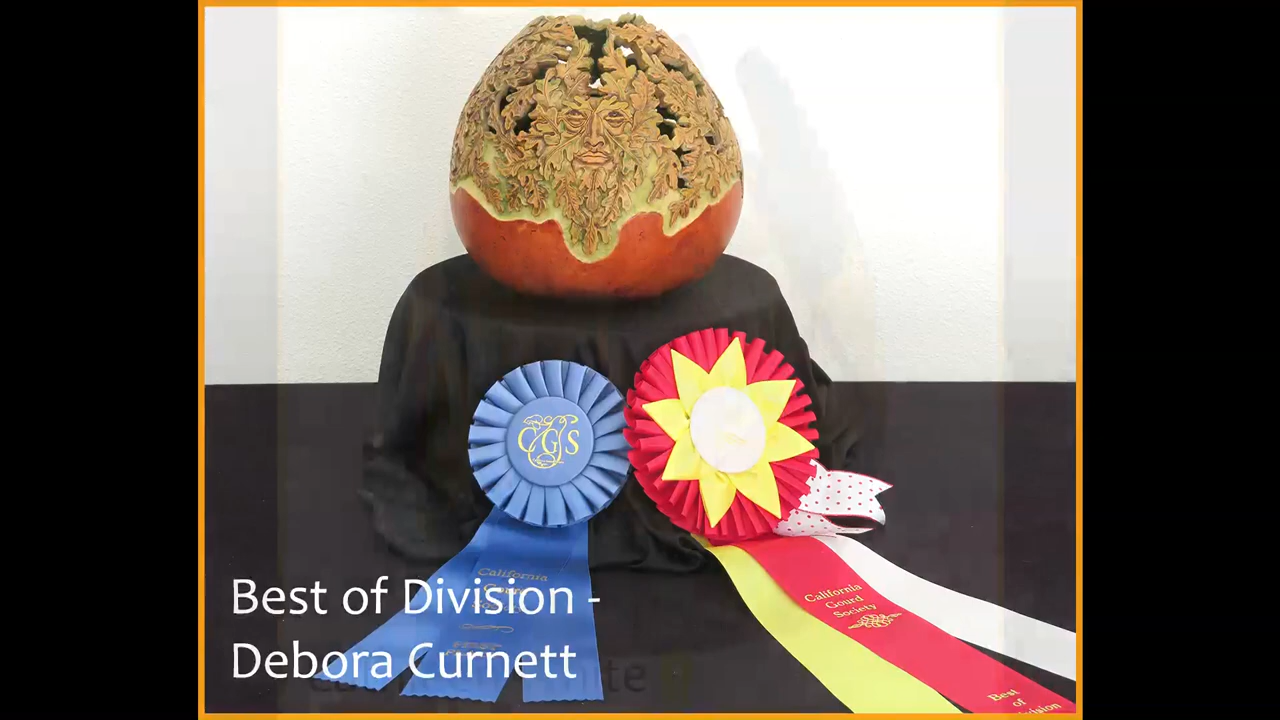 CGS
California
Gourd
Society
California
Gourd
Society
Best
of
Division
Best of Division -
Debora Curnett